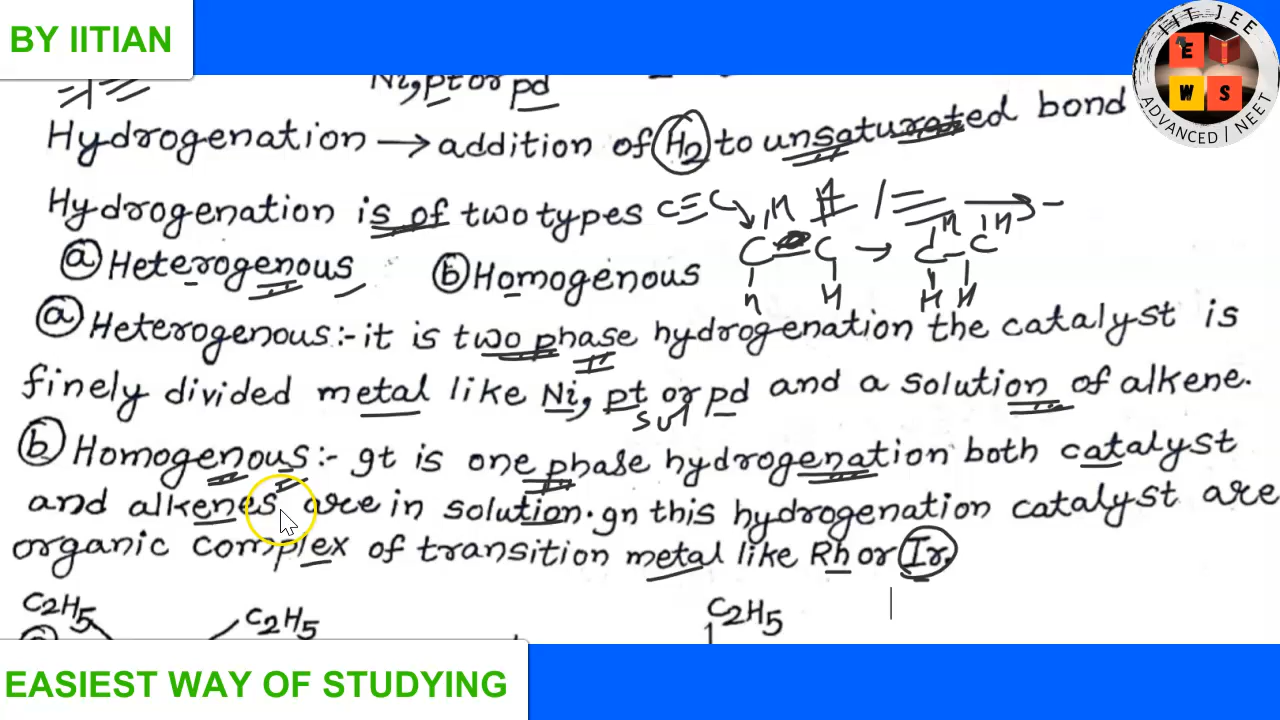 BY IITIAN
IIT JEE
E
W S
ADVANCED / NEET
Ni, pt or pd
Hydrogenation → addition of H2 to unsaturated bond
Hydrogenation is of two types C≡C
C = C → C - C
H H H H
ⓐ Heterogenous ⓑ Homogenous
ⓐ Heterogenous:- it is two phase hydrogenation the catalyst is
finely divided metal like Ni, pt or pd and a solution of alkene.
ⓑ Homogenous:- gt is one phase hydrogenation both catalyst
and alkenes are in solution. gn this hydrogenation catalyst are
organic complex of transition metal like Rh or Ir.
C2H5 C2H5 C2H5
EASIEST WAY OF STUDYING